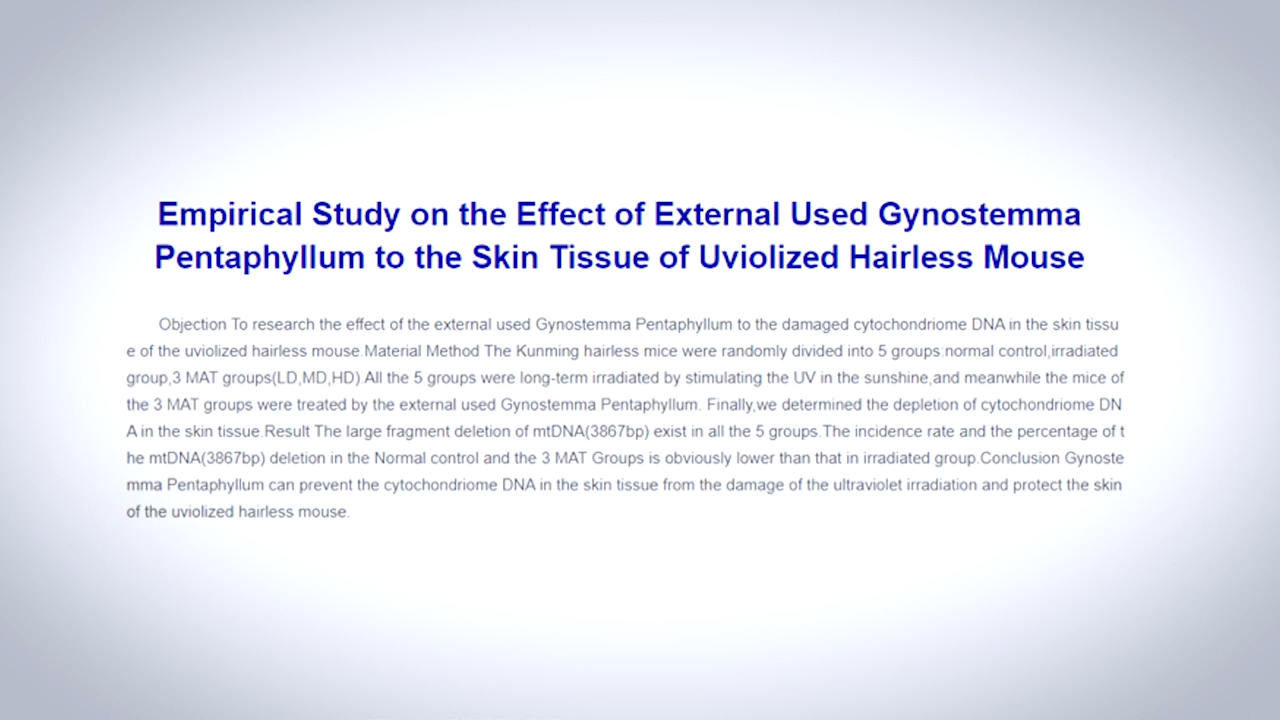 Empirical Study on the Effect of External Used Gynostemma
Pentaphyllum to the Skin Tissue of Uviolized Hairless Mouse
Objection To research the effect of the external used Gynostemma Pentaphyllum to the damaged cytochondriome DNA in the skin tissu
e of the uviolized hairless mouse.Material Method The Kunming hairless mice were randomly divided into 5 groups:normal control,irradiated
group,3 MAT groups(LD,MD,HD).All the 5 groups were long-term irradiated by stimulating the UV in the sunshine,and meanwhile the mice of
the 3 MAT groups were treated by the external used Gynostemma Pentaphyllum. Finally,we determined the depletion of cytochondriome DN
A in the skin tissue.Result The large fragment deletion of mtDNA(3867bp) exist in all the 5 groups.The incidence rate and the percentage of t
he mtDNA(3867bp) deletion in the Normal control and the 3 MAT Groups is obviously lower than that in irradiated group.Conclusion Gynoste
mma Pentaphyllum can prevent the cytochondriome DNA in the skin tissue from the damage of the ultraviolet irradiation and protect the skin
of the uviolized hairless mouse.